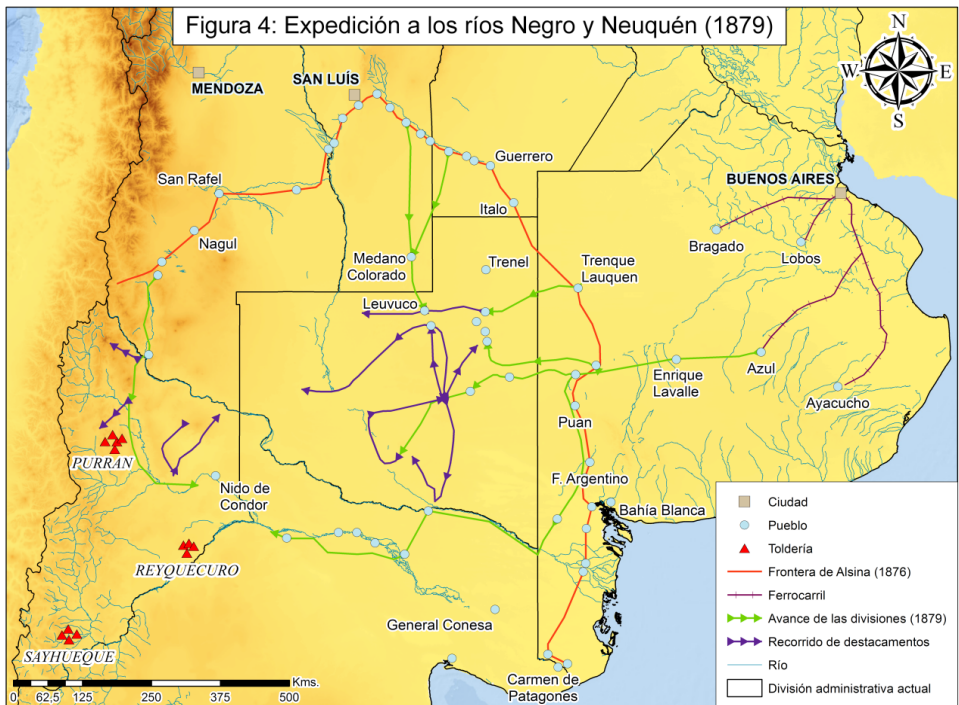 Figura 4: Expedición a los ríos Negro y Neuquén (1879)
N
W
E
S
MENDOZA
SAN LUÍS
Guerrero
San Rafel
BUENOS AIRES
Italo
Nagul
Bragado
Lobos
Medano
Colorado
Trenel
Trenque
Lauquen
Leuvuco
Enrique
Lavalle
Azul
Ayacucho
Puan
PURRAN
Nido de
Condor
F. Argentino
Bahía Blanca
REYQUECURO
General Conesa
SAYHUEQUE
Carmen de
Patagones
Kms.
0 62,5 125 250 375 500
Ciudad
Pueblo
Toldería
Frontera de Alsina (1876)
Ferrocarril
Avance de las divisiones (1879)
Recorrido de destacamentos
Río
División administrativa actual